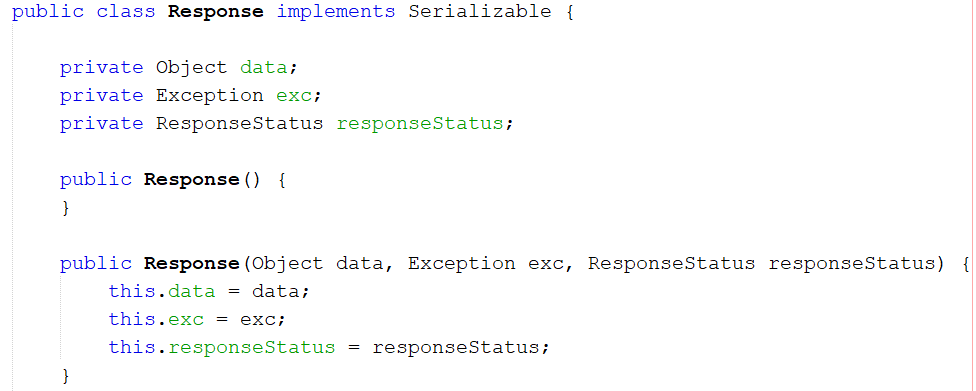 public class Response implements Serializable {
private Object data;
private Exception exc;
private ResponseStatus responseStatus;
public Response() {
}
public Response(Object data, Exception exc, ResponseStatus responseStatus) {
this.data = data;
this.exc = exc;
this.responseStatus = responseStatus;
}